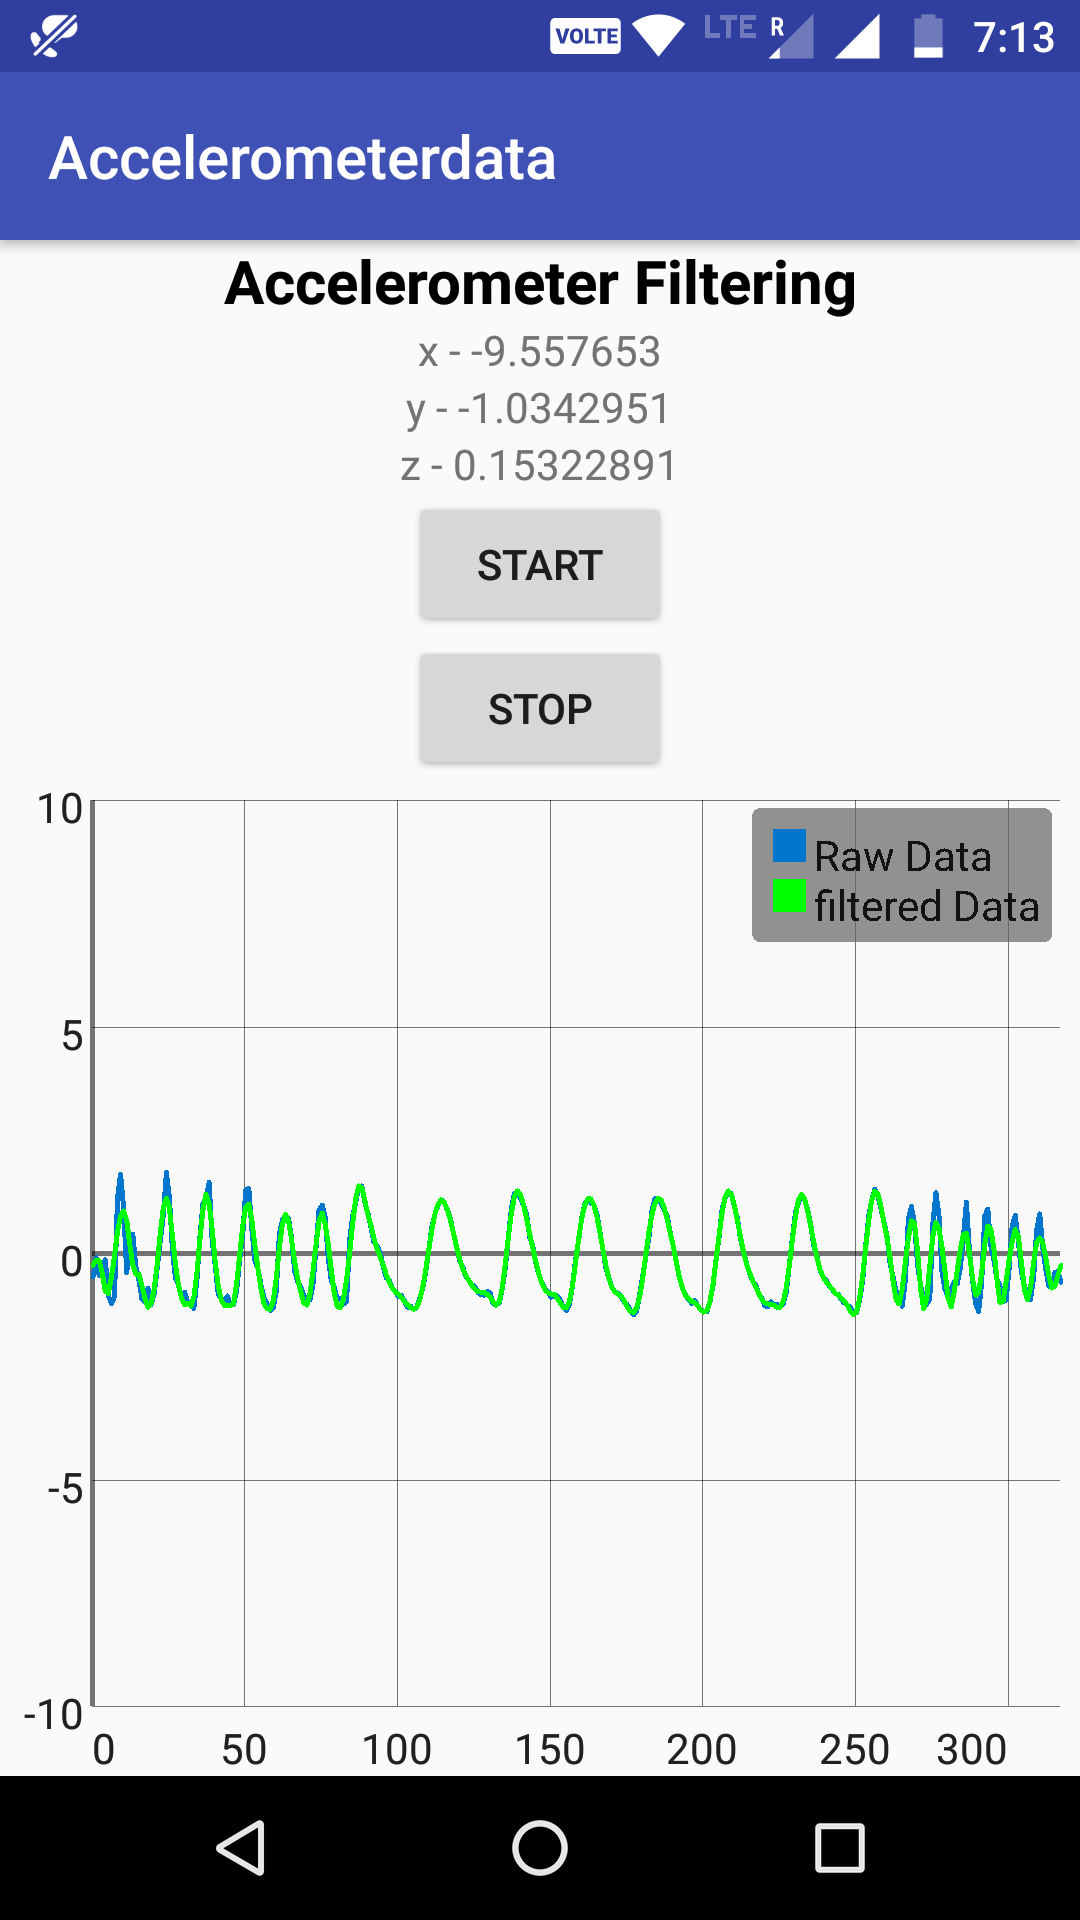 VOLTE LTE R 7:13
Accelerometerdata
Accelerometer Filtering
x - -9.557653
y - -1.0342951
z - 0.15322891
START
STOP
10
Raw Data
filtered Data
5
0
-5
-10
0 50 100 150 200 250 300